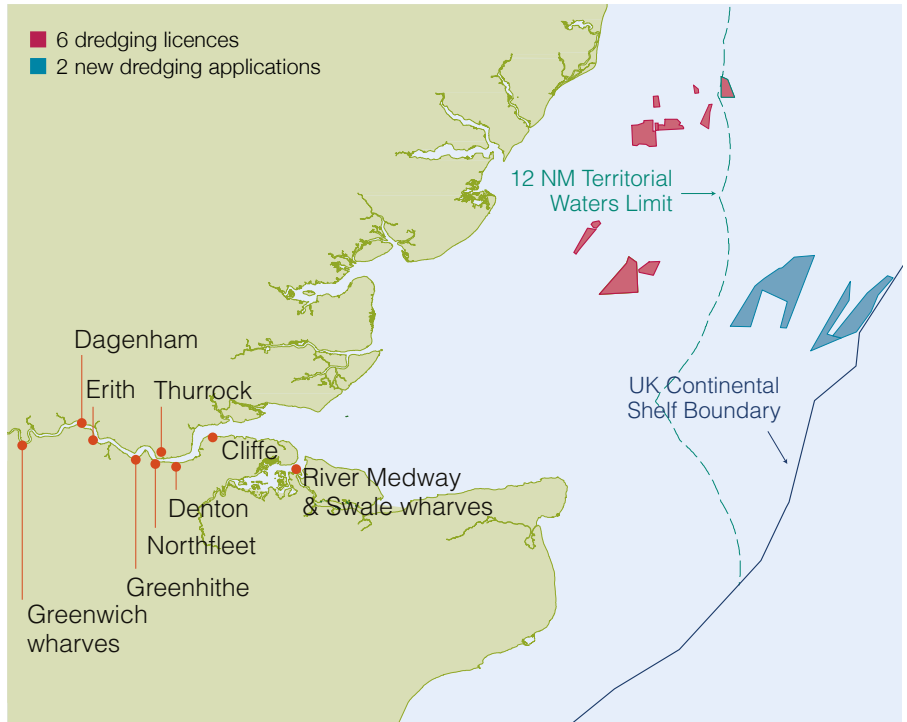 6 dredging licences
2 new dredging applications
12 NM Territorial
Waters Limit
Dagenham
Erith
Thurrock
UK Continental
Shelf Boundary
Cliffe
River Medway
& Swale wharves
Denton
Northfleet
Greenhithe
Greenwich
wharves